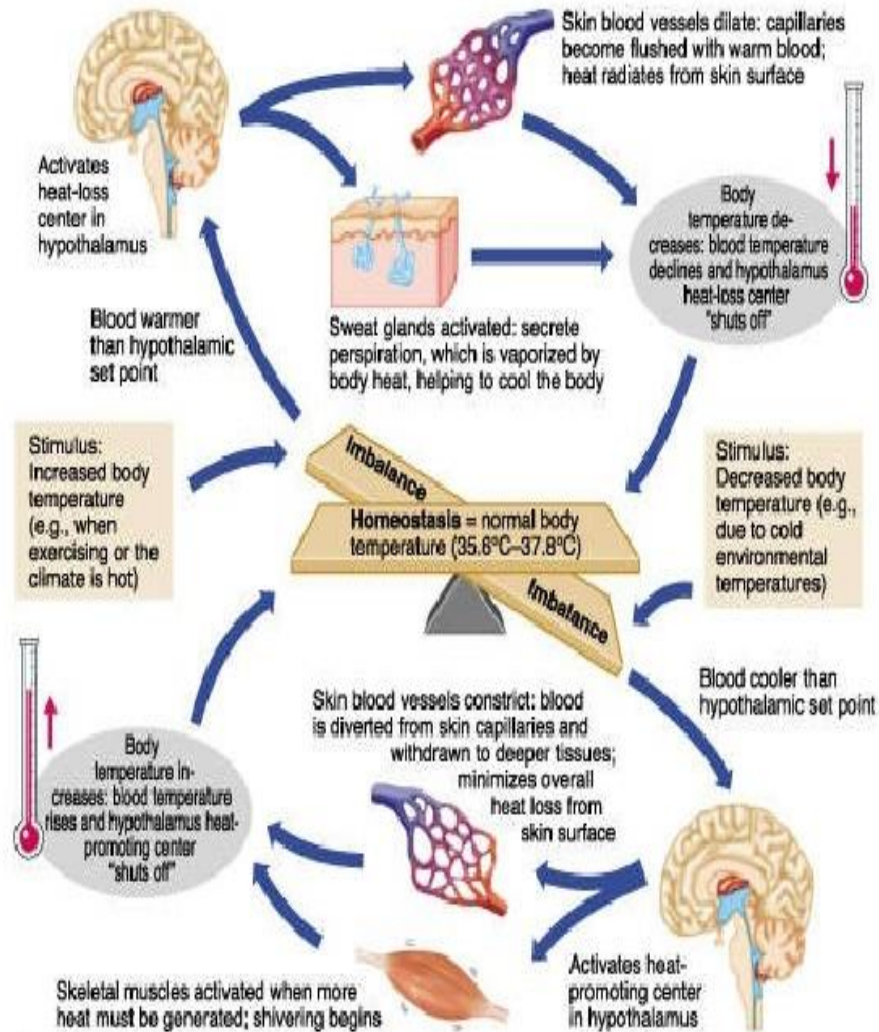 Skin blood vessels dilate: capillaries
become flushed with warm blood;
heat radiates from skin surface
Activates
heat-loss
center in
hypothalamus
Body
temperature de-
creases: blood temperature
declines and hypothalamus
heat-loss center
"shuts off"
Blood warmer
than hypothalamic
set point
Sweat glands activated: secrete
perspiration, which is vaporized by
body heat, helping to cool the body
Stimulus:
Increased body
temperature
(e.g., when
exercising or the
climate is hot)
Imbalance
Homeostasis = normal body
temperature (35.6°C–37.8°C)
Imbalance
Stimulus:
Decreased body
temperature (e.g.,
due to cold
environmental
temperatures)
Blood cooler than
hypothalamic set point
Skin blood vessels constrict: blood
is diverted from skin capillaries and
withdrawn to deeper tissues;
minimizes overall
heat loss from
skin surface
Body
temperature in-
creases: blood temperature
rises and hypothalamus heat-
promoting center
"shuts off"
Activates heat-
promoting center
in hypothalamus
Skeletal muscles activated when more
heat must be generated; shivering begins